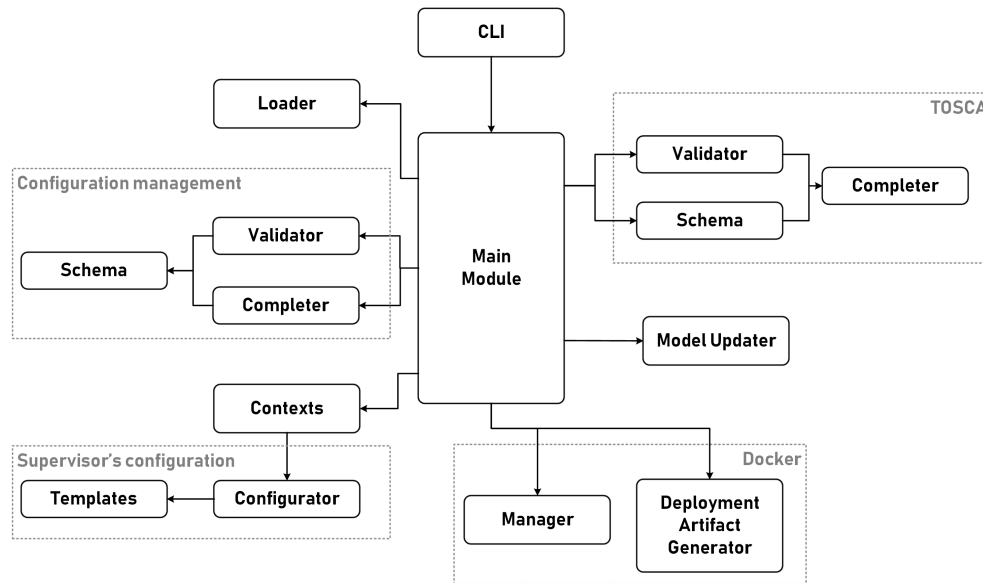 CLI
Loader
TOSCA
Validator
Completer
Schema
Configuration management
Validator
Schema
Completer
Main
Module
Model Updater
Contexts
Supervisor's configuration
Templates
Configurator
Docker
Manager
Deployment
Artifact
Generator